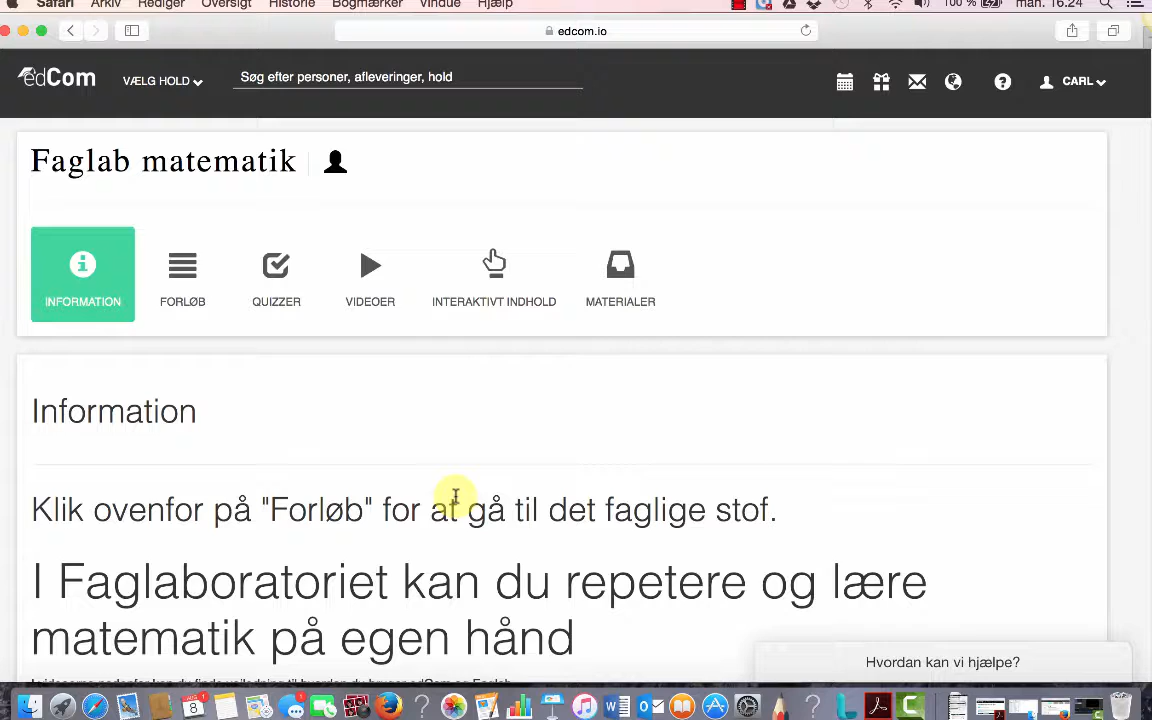 Safari Arkiv Rediger Oversigt Historie Bogmærker Vindue Hjælp 100 % man. 16.24
edcom.io
edCom VÆLG HOLD Søg efter personer, afleveringer, hold CARL
Faglab matematik
INFORMATION FORLØB QUIZZER VIDEOER INTERAKTIVT INDHOLD MATERIALER
Information
Klik ovenfor på "Forløb" for at gå til det faglige stof.
I Faglaboratoriet kan du repetere og lære
matematik på egen hånd
Hvordan kan vi hjælpe?